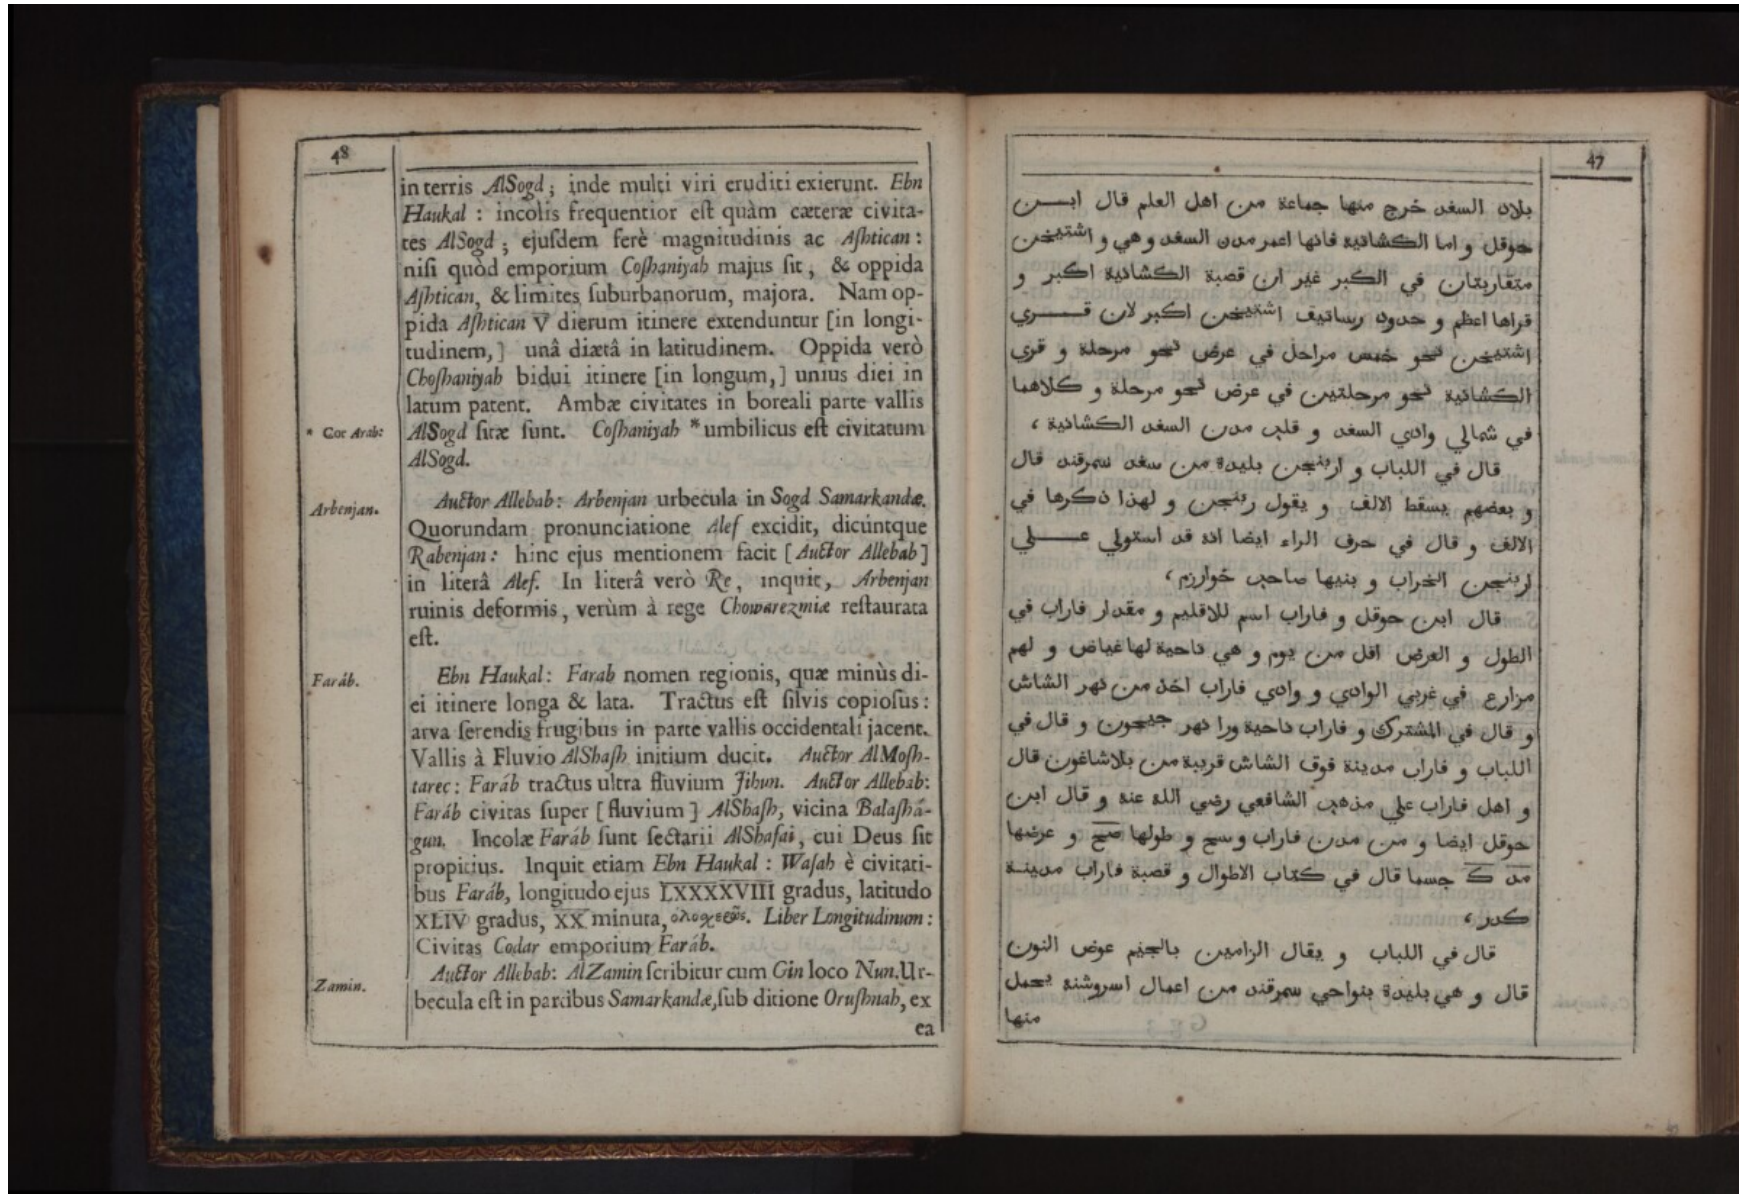 48
in terris AlSogd; inde multi viri eruditi exierunt. Ebn
Haukal : incolis frequentior est quàm cæteræ civita-
tes AlSogd ; ejusdem ferè magnitudinis ac Ashtican :
nisi quòd emporium Coshaniyah majus sit, & oppida
Ashtican, & limites suburbanorum, majora. Nam op-
pida Ashtican V dierum itinere extenduntur [in longi-
tudinem,] unâ diætâ in latitudinem. Oppida verò
Choshaniyah bidui itinere [in longum,] unius diei in
latum patent. Ambæ civitates in boreali parte vallis
* Cor Arab:
AlSogd sitæ sunt. Coshaniyah * umbilicus est civitatum
AlSogd.
Arbenjan.
Auctor Allebab: Arbenjan urbecula in Sogd Samarkandæ.
Quorundam pronunciatione Alef excidit, dicúntque
Rabenjan: hinc ejus mentionem facit [Auctor Allebab]
in literâ Alef. In literâ verò Re, inquit, Arbenjan
ruinis deformis, verùm à rege Chowarezmiæ restaurata
est.
Faráb.
Ebn Haukal: Farab nomen regionis, quæ minùs di-
ei itinere longa & lata. Tractus est silvis copiosus:
arva serendis frugibus in parte vallis occidentali jacent.
Vallis à Fluvio AlShash initium ducit. Auctor AlMosh-
tarec: Faráb tractus ultra fluvium Jihun. Auctor Allebab:
Faráb civitas super [fluvium] AlShash, vicina Balashá-
gun. Incolæ Faráb sunt sectarii AlShafai, cui Deus sit
propitius. Inquit etiam Ebn Haukal : Wasah è civitati-
bus Faráb, longitudo ejus LXXXXVIII gradus, latitudo
XLIV gradus, XX minuta, ολοχερῶς. Liber Longitudinum :
Civitas Codar emporium Faráb.
Zamin.
Auctor Allebab: AlZamin scribitur cum Gin loco Nun. Ur-
becula est in partibus Samarkandæ, sub ditione Orushnah, ex
ea
47
بلاد السغد خرج منها جماعة من اهل العلم قال ابن
حوقل و اما الكشانية فانها اعمر مدن السغد و هي و اشتيخن
متقاربتان في الكبر غير ان قصبة الكشانية اكبر و
قراها اعظم و حدود رساتيف اشتيخن اكبر لان قري
اشتيخن نحو خمس مراحل في عرض نحو مرحلة و قري
الكشانية نحو مرحلتين في عرض نحو مرحلة و كلاهما
في شمالي وادي السغد و قلب مدن السغد الكشانية ،
قال في اللباب و اربنجن بليدة من سغد سمرقند قال
و بعضهم يسقط الالف و يقول ربنجن و لهذا ذكرها في
الالف و قال في حرف الراء ايضا انه قد استولي علي
اربنجن الخراب و بنيها صاحب خوارزم ،
قال ابن حوقل و فاراب اسم للاقليم و مقدار فاراب في
الطول و العرض اقل من يوم و هي ناحية لها غياض و لهم
مزارع في غربي الوادي و وادي فاراب اخذ من نهر الشاش
و قال في المشترك و فاراب ناحية ورا نهر جيحون و قال في
اللباب و فاراب مدينة فوق الشاش قريبة من بلاشاغون قال
و اهل فاراب علي مذهب الشافعي رضي الله عنه و قال ابن
حوقل ايضا و من مدن فاراب وسج و طولها صح و عرضها
مد ك جسما قال في كتاب الاطوال و قصبة فاراب مدينة
كدر ،
قال في اللباب و يقال الزامين بالجيم عوض النون
قال و هي بليدة بنواحي سمرقند من اعمال اسروشنة يحمل
منها